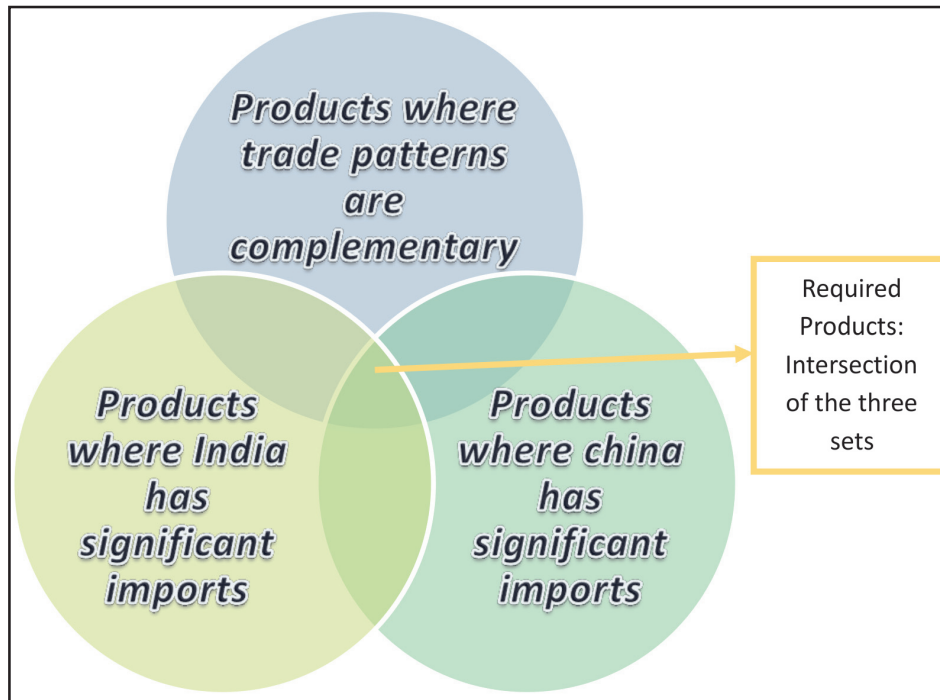 Products where
trade patterns
are
complementary
Products
where India
has
significant
imports
Products
where china
has
significant
imports
Required
Products:
Intersection
of the three
sets